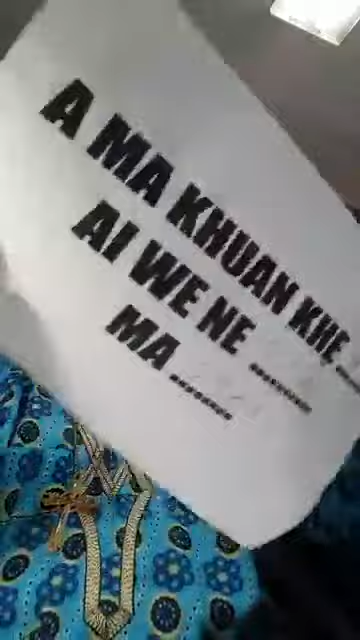 A MA KHUAN KHE......
AI WE NE ..........
MA ..........